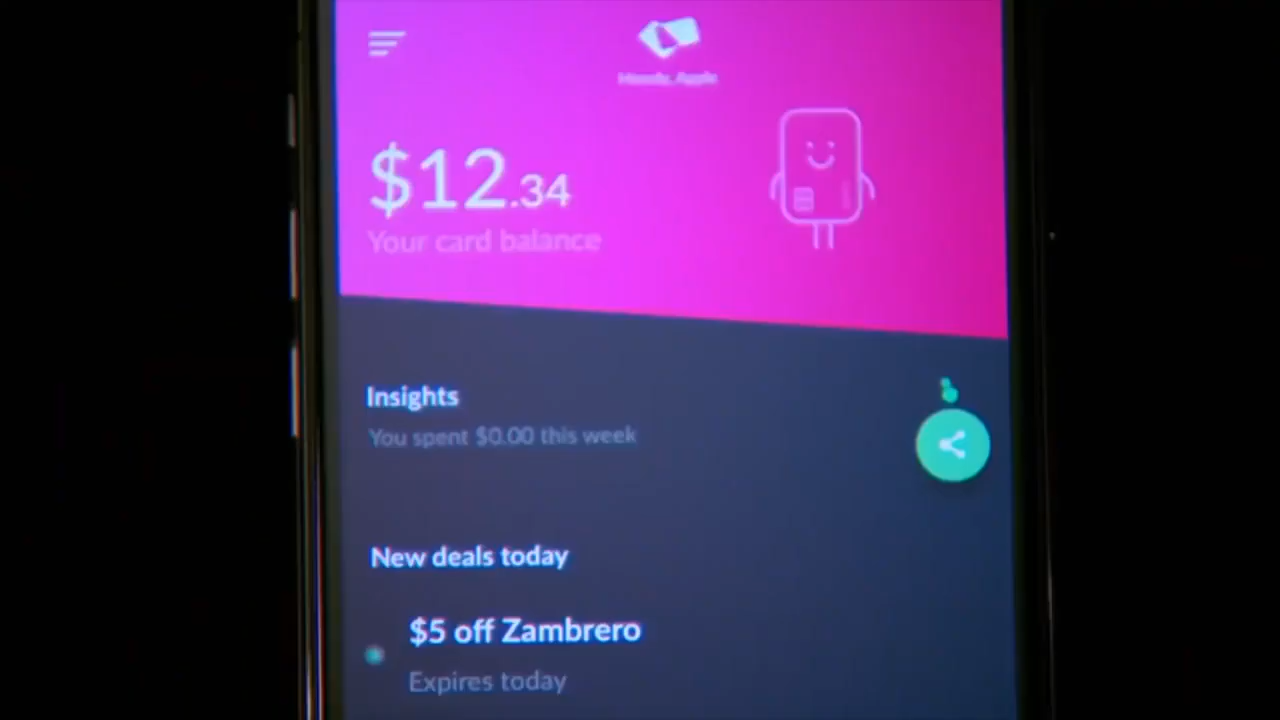 $12.34
Your card balance
Insights
You spent $0.00 this week
New deals today
$5 off Zambrero
Expires today